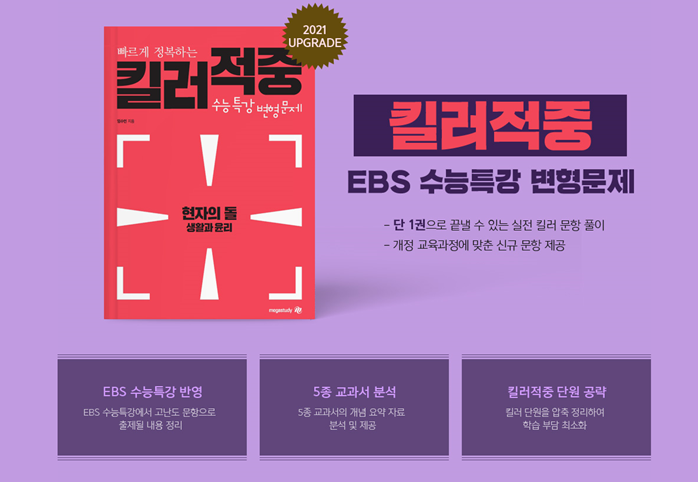 2021
UPGRADE
빠르게 정복하는
킬러적중
수능특강 변형문제
현자의 돌
생활과 윤리
megastudy
킬러적중
EBS 수능특강 변형문제
- 단 1권으로 끝낼 수 있는 실전 킬러 문항 풀이
- 개정 교육과정에 맞춘 신규 문항 제공
EBS 수능특강 반영
EBS 수능특강에서 고난도 문항으로
출제될 내용 정리
5종 교과서 분석
5종 교과서의 개념 요약 자료
분석 및 제공
킬러적중 단원 공략
킬러 단원을 압축 정리하여
학습 부담 최소화